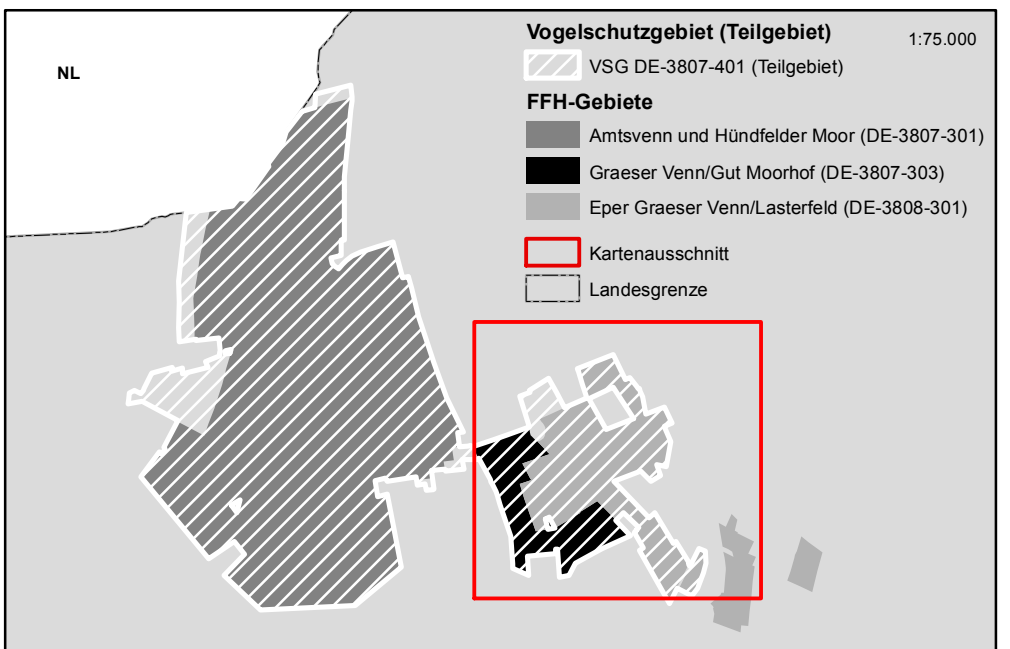 NL
Vogelschutzgebiet (Teilgebiet)
1:75.000
VSG DE-3807-401 (Teilgebiet)
FFH-Gebiete
Amtsvenn und Hündfelder Moor (DE-3807-301)
Graeser Venn/Gut Moorhof (DE-3807-303)
Eper Graeser Venn/Lasterfeld (DE-3808-301)
Kartenausschnitt
Landesgrenze